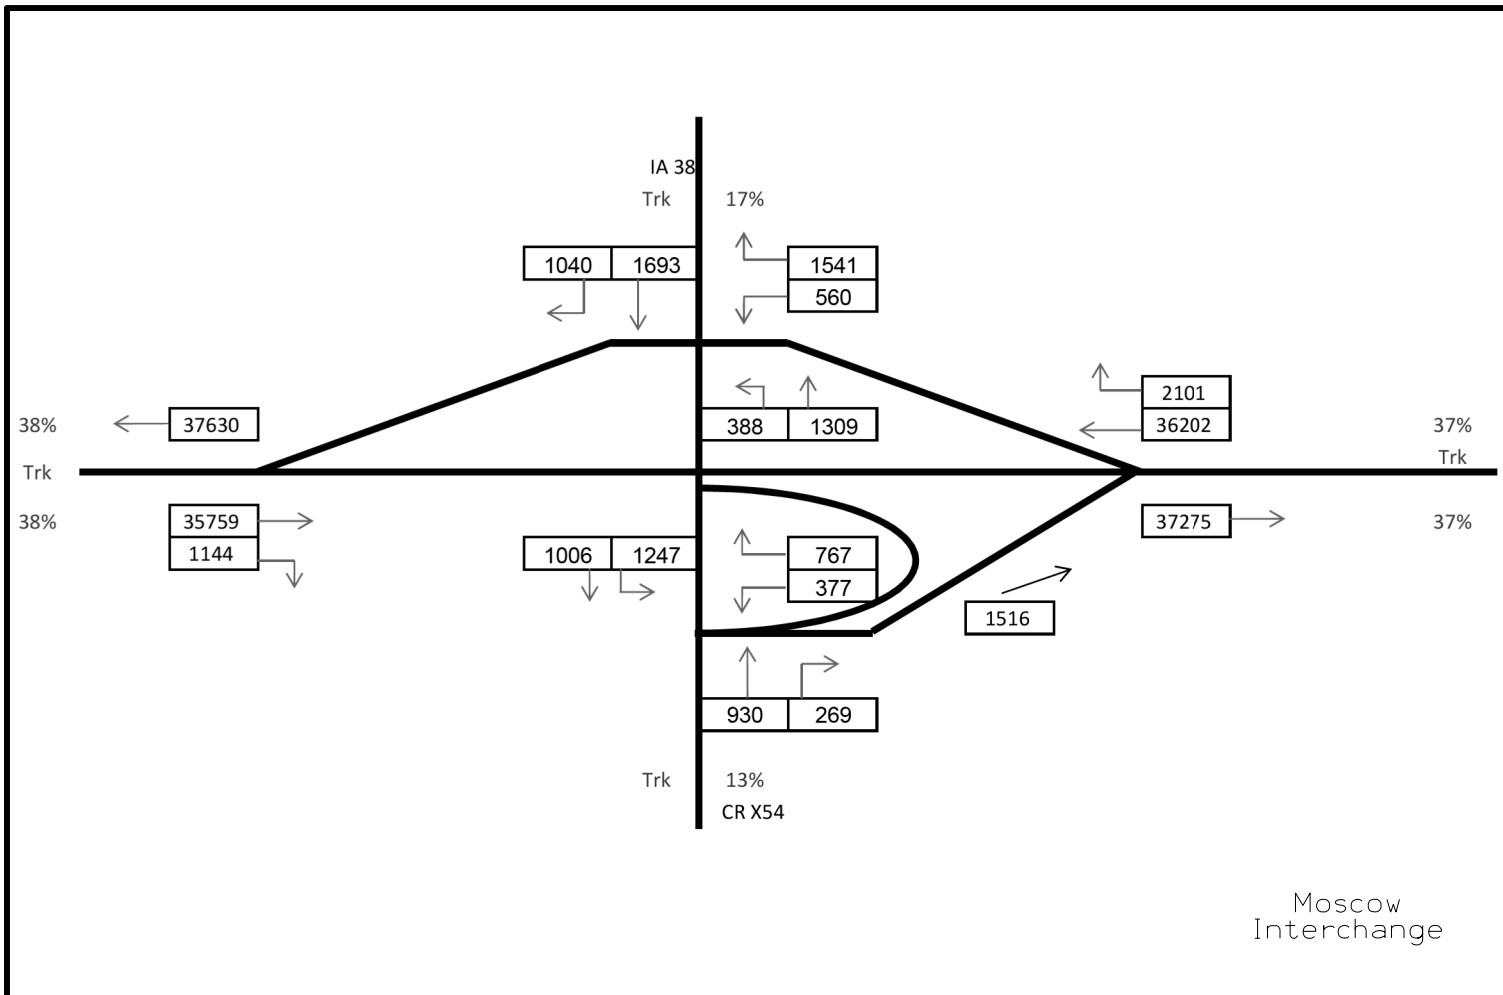 IA 38
Trk 17%
1040 1693 1541
560
2101
38% 37630 388 1309 36202 37%
Trk Trk
38% 35759 37275 37%
1144 1006 1247 767
377
1516
930 269
Trk 13%
CR X54
Moscow
Interchange